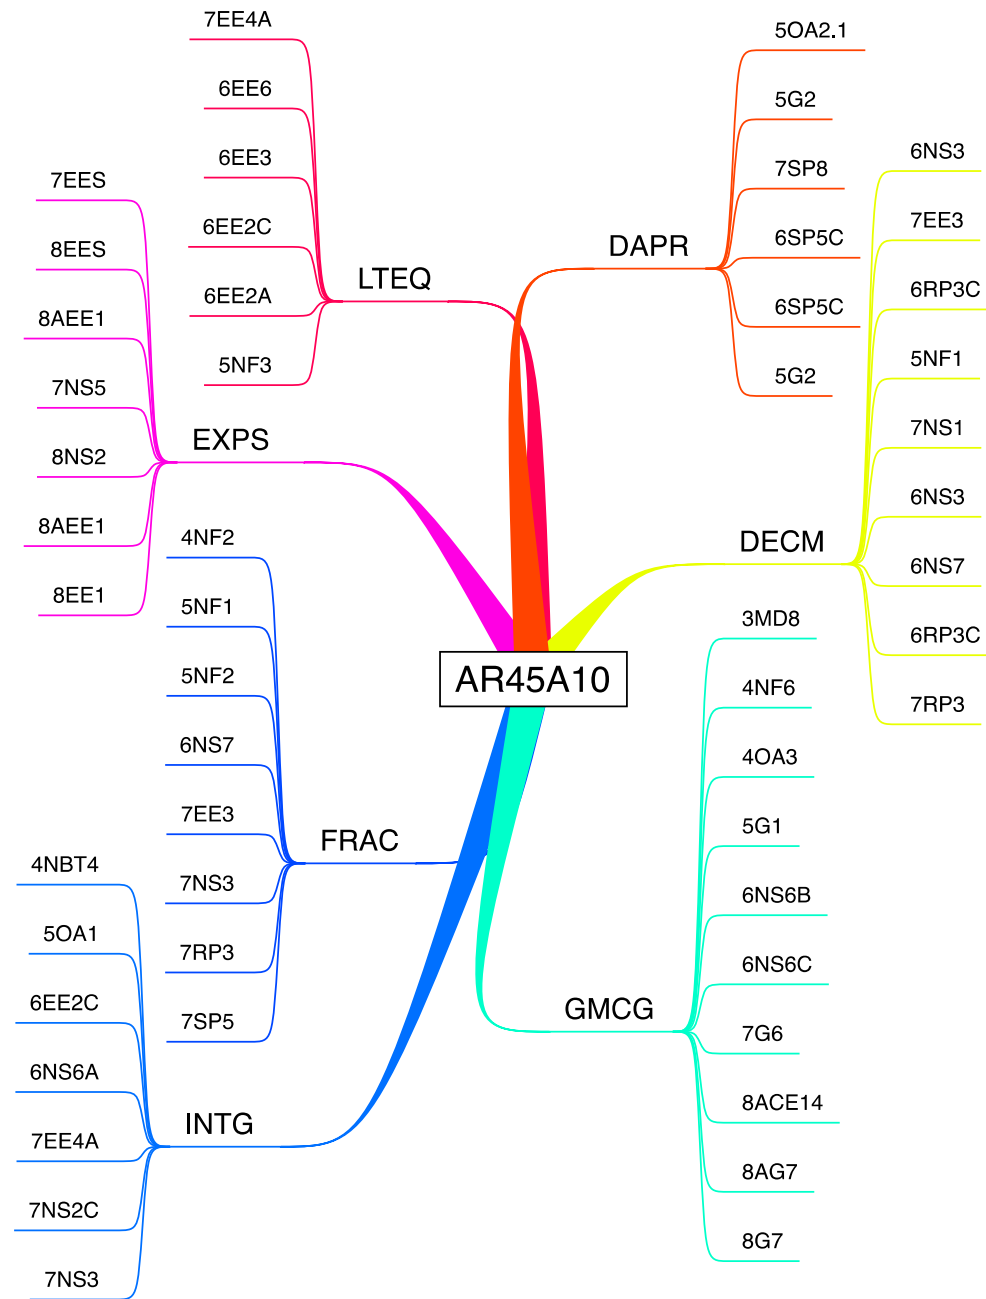 AR45A10
LTEQ
7EE4A
6EE6
6EE3
6EE2C
6EE2A
5NF3
DAPR
5OA2.1
5G2
7SP8
6SP5C
6SP5C
5G2
EXPS
7EES
8EES
8AEE1
7NS5
8NS2
8AEE1
8EE1
DECM
6NS3
7EE3
6RP3C
5NF1
7NS1
6NS3
6NS7
6RP3C
7RP3
FRAC
4NF2
5NF1
5NF2
6NS7
7EE3
7NS3
7RP3
7SP5
GMCG
3MD8
4NF6
4OA3
5G1
6NS6B
6NS6C
7G6
8ACE14
8AG7
8G7
INTG
4NBT4
5OA1
6EE2C
6NS6A
7EE4A
7NS2C
7NS3